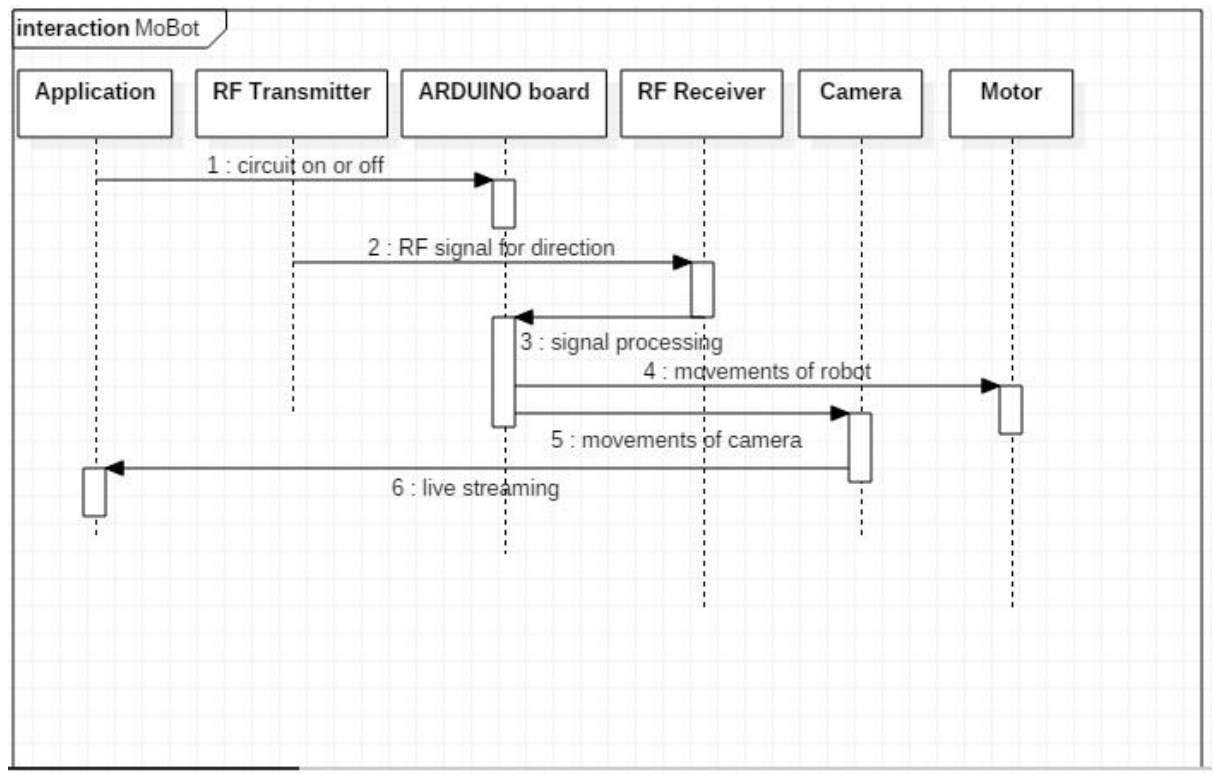 interaction MoBot
Application
RF Transmitter
ARDUINO board
RF Receiver
Camera
Motor
1 : circuit on or off
2 : RF signal for direction
3 : signal processing
4 : movements of robot
5 : movements of camera
6 : live streaming